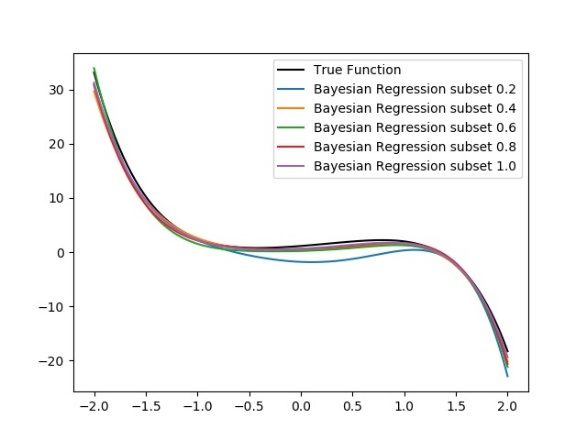 True Function
Bayesian Regression subset 0.2
Bayesian Regression subset 0.4
Bayesian Regression subset 0.6
Bayesian Regression subset 0.8
Bayesian Regression subset 1.0
30
20
10
0
−10
−20
−2.0 −1.5 −1.0 −0.5 0.0 0.5 1.0 1.5 2.0